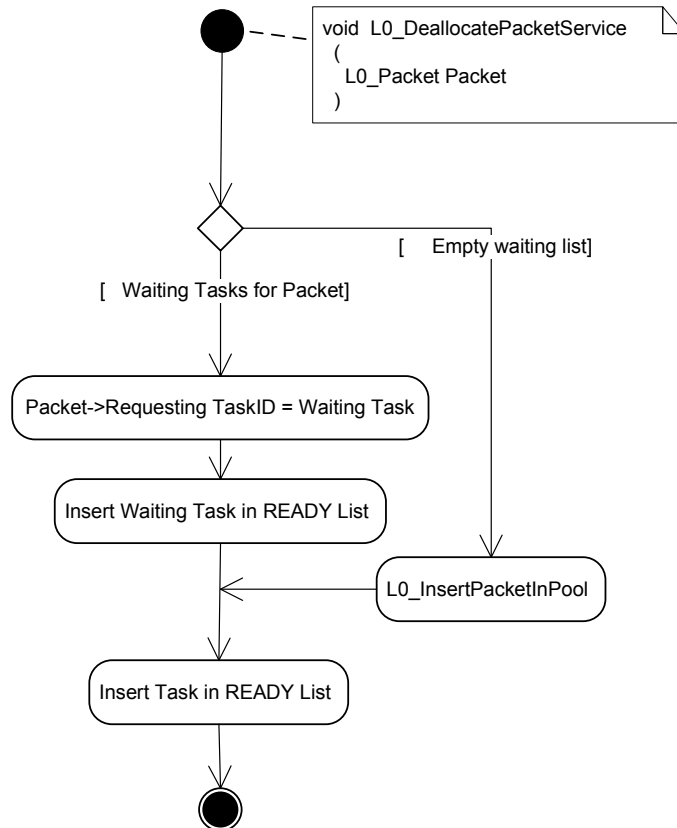 void L0_DeallocatePacketService
(
L0_Packet Packet
)
[ Empty waiting list]
[ Waiting Tasks for Packet]
Packet->Requesting TaskID = Waiting Task
Insert Waiting Task in READY List
L0_InsertPacketInPool
Insert Task in READY List